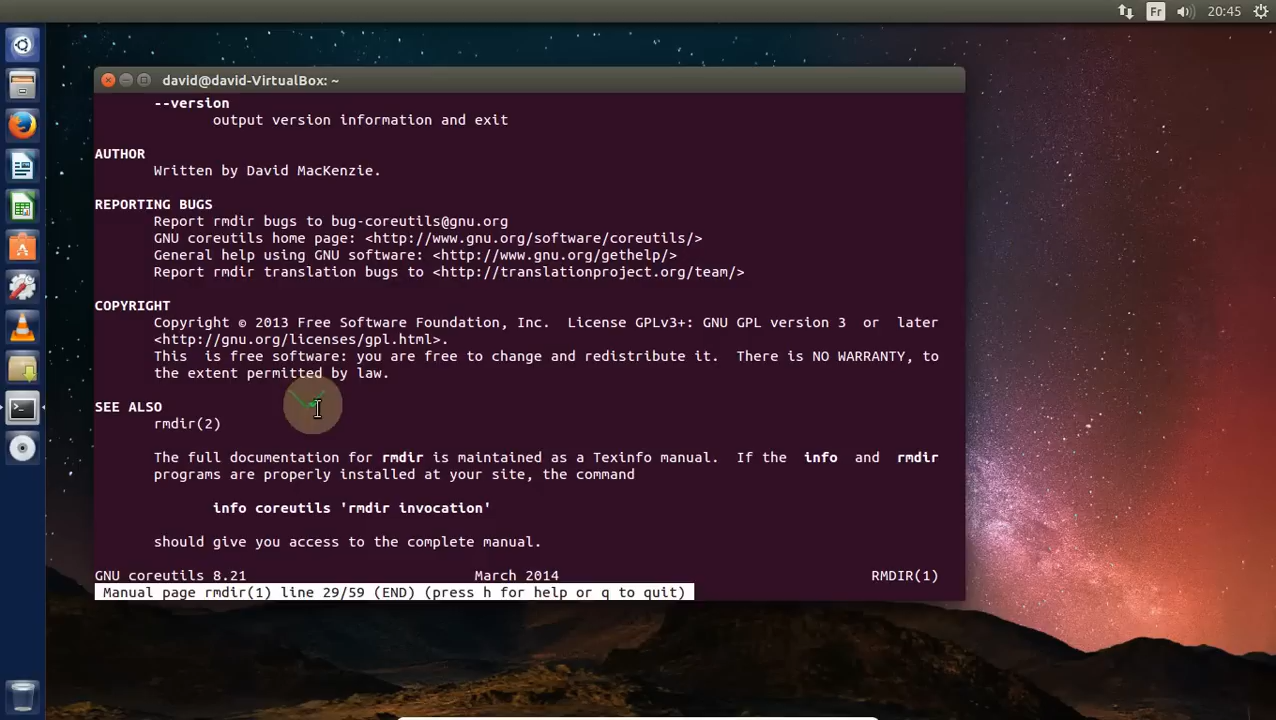 Fr
20:45
david@david-VirtualBox: ~
--version
output version information and exit
AUTHOR
Written by David MacKenzie.
REPORTING BUGS
Report rmdir bugs to bug-coreutils@gnu.org
GNU coreutils home page: <http://www.gnu.org/software/coreutils/>
General help using GNU software: <http://www.gnu.org/gethelp/>
Report rmdir translation bugs to <http://translationproject.org/team/>
COPYRIGHT
Copyright © 2013 Free Software Foundation, Inc. License GPLv3+: GNU GPL version 3 or later
<http://gnu.org/licenses/gpl.html>.
This is free software: you are free to change and redistribute it. There is NO WARRANTY, to
the extent permitted by law.
SEE ALSO
rmdir(2)
The full documentation for rmdir is maintained as a Texinfo manual. If the info and rmdir
programs are properly installed at your site, the command
info coreutils 'rmdir invocation'
should give you access to the complete manual.
GNU coreutils 8.21 March 2014 RMDIR(1)
Manual page rmdir(1) line 29/59 (END) (press h for help or q to quit)